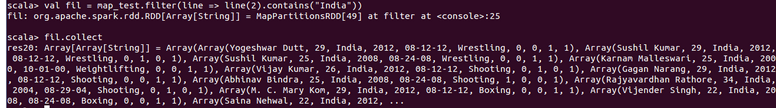 scala> val fil = map_test.filter(line => line(2).contains("India"))
fil: org.apache.spark.rdd.RDD[Array[String]] = MapPartitionsRDD[49] at filter at <console>:25
scala> fil.collect
res20: Array[Array[String]] = Array(Array(Yogeshwar Dutt, 29, India, 2012, 08-12-12, Wrestling, 0, 0, 1, 1), Array(Sushil Kumar, 29, India, 2012,
08-12-12, Wrestling, 0, 1, 0, 1), Array(Sushil Kumar, 25, India, 2008, 08-24-08, Wrestling, 0, 0, 1, 1), Array(Karnam Malleswari, 25, India, 200
0, 10-01-00, Weightlifting, 0, 0, 1, 1), Array(Vijay Kumar, 26, India, 2012, 08-12-12, Shooting, 0, 1, 0, 1), Array(Gagan Narang, 29, India, 2012
, 08-12-12, Shooting, 0, 0, 1, 1), Array(Abhinav Bindra, 25, India, 2008, 08-24-08, Shooting, 1, 0, 0, 1), Array(Rajyavardhan Rathore, 34, India,
2004, 08-29-04, Shooting, 0, 1, 0, 1), Array(M. C. Mary Kom, 29, India, 2012, 08-12-12, Boxing, 0, 0, 1, 1), Array(Vijender Singh, 22, India, 20
08, 08-24-08, Boxing, 0, 0, 1, 1), Array(Saina Nehwal, 22, India, 2012, ...